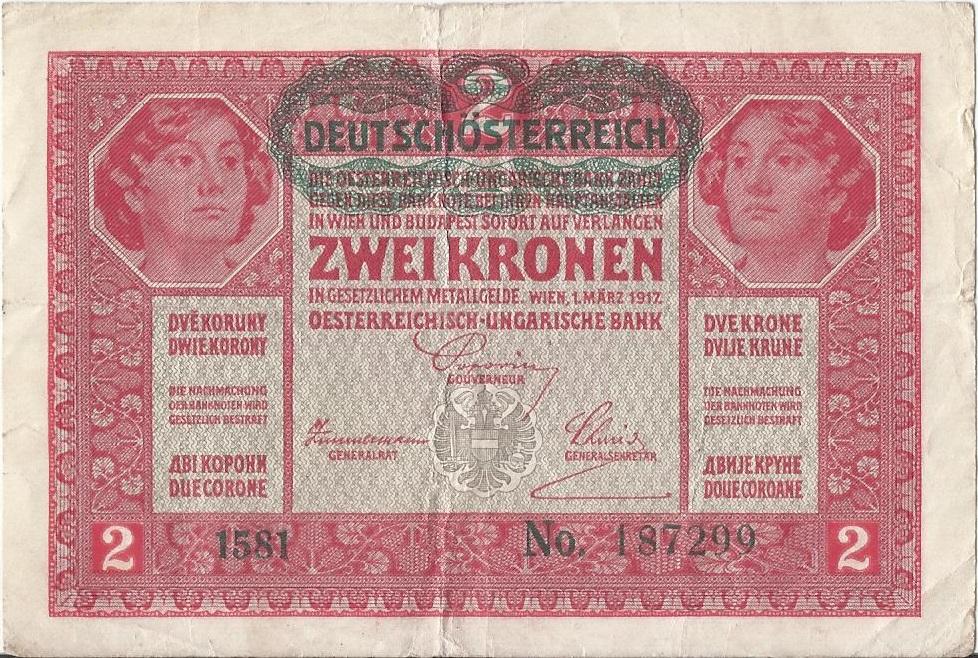 2
DEUTSCHÖSTERREICH
DIE OESTERREICHISCH-UNGARISCHE BANK ZAHLT
GEGEN DIESE BANKNOTE BEI IHREN HAUPTANSTALTEN
IN WIEN UND BUDAPEST SOFORT AUF VERLANGEN
ZWEI KRONEN
IN GESETZLICHEM METALLGELDE. WIEN, 1. MÄRZ 1917.
OESTERREICHISCH-UNGARISCHE BANK
Popovics
GOUVERNEUR
GENERALRAT
GENERALSEKRETÄR
DVĚ KORUNY
DWIE KORONY
DIE NACHMACHUNG
DER BANKNOTEN WIRD
GESETZLICH BESTRAFT
ДВІ КОРОНИ
DUE CORONE
DVE KRONE
DVIJE KRUNE
DIE NACHMACHUNG
DER BANKNOTEN WIRD
GESETZLICH BESTRAFT
ДВИЈЕ КРУНЕ
DOUE COROANE
2
1581
No. 187299
2